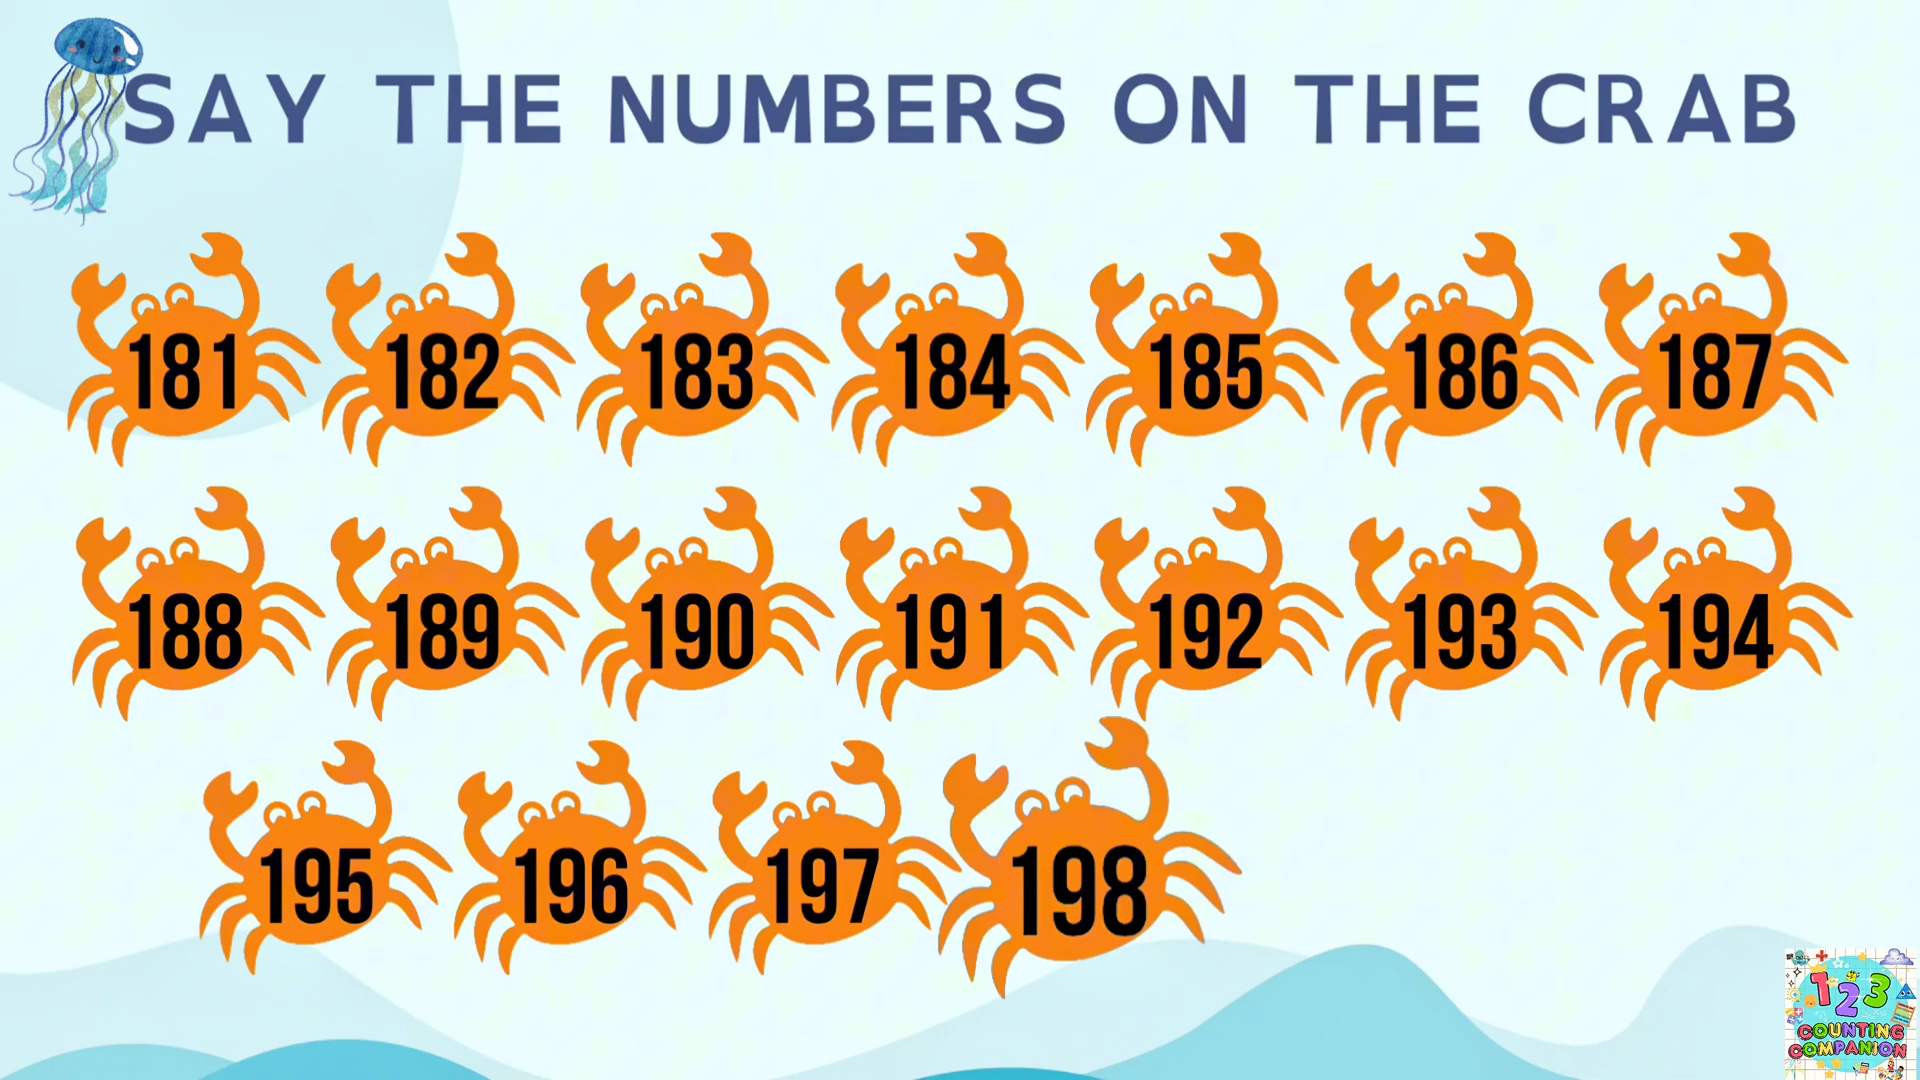 SAY THE NUMBERS ON THE CRAB
181 182 183 184 185 186 187
188 189 190 191 192 193 194
195 196 197 198
123
COUNTING
COMPANION